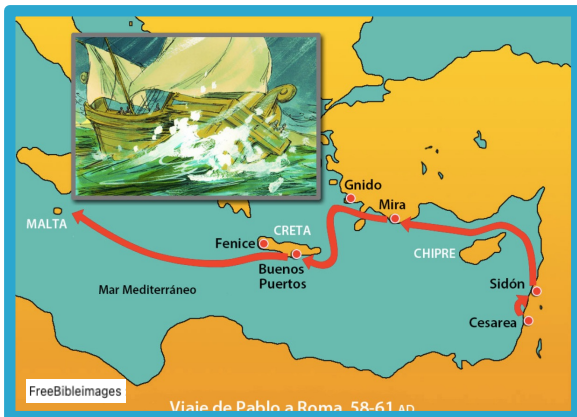 Gnido
Mira
MALTA
CRETA
Fenice
CHIPRE
Buenos
Puertos
Sidón
Mar Mediterráneo
Cesarea
FreeBibleimages
Viaje de Pablo a Roma, 58-61 AD